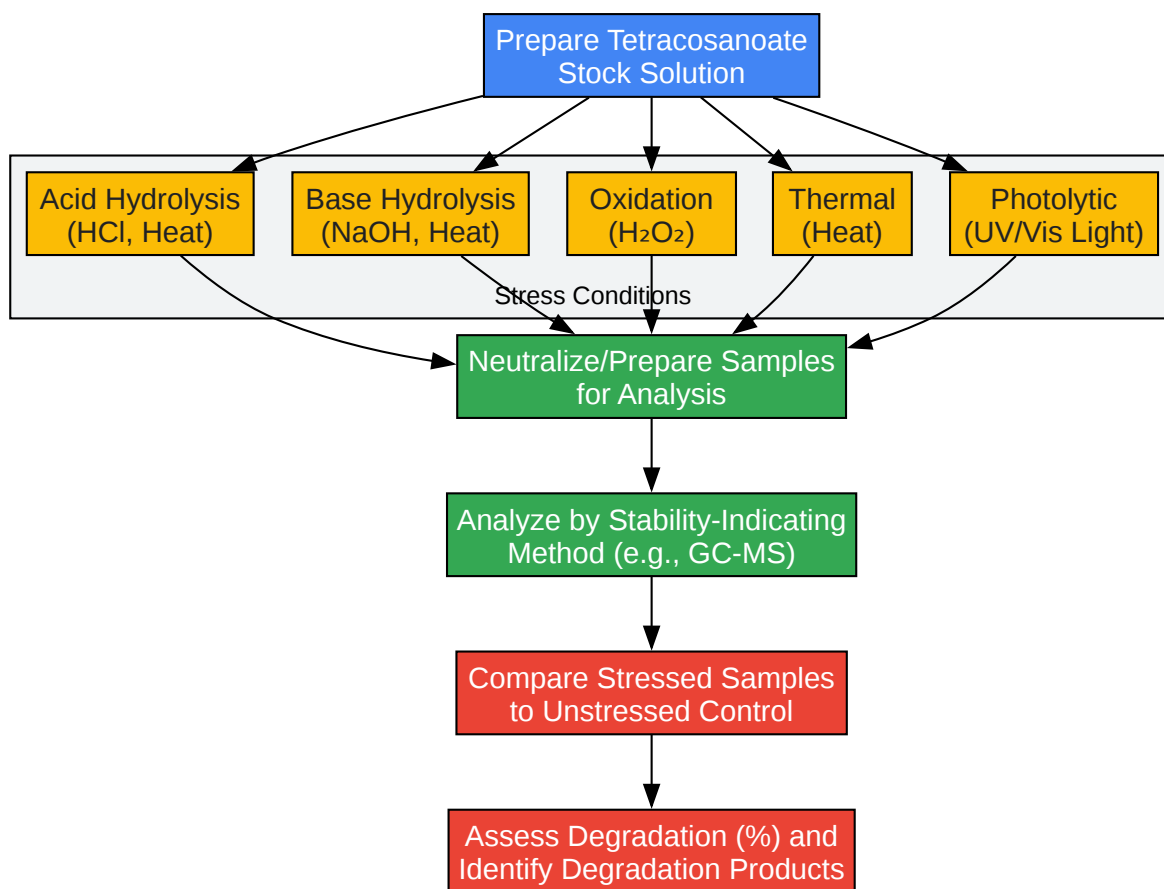 Prepare Tetracosanoate
Stock Solution
Acid Hydrolysis
(HCl, Heat)
Base Hydrolysis
(NaOH, Heat)
Oxidation
(H₂O₂)
Thermal
(Heat)
Photolytic
(UV/Vis Light)
Stress Conditions
Neutralize/Prepare Samples
for Analysis
Analyze by Stability-Indicating
Method (e.g., GC-MS)
Compare Stressed Samples
to Unstressed Control
Assess Degradation (%) and
Identify Degradation Products